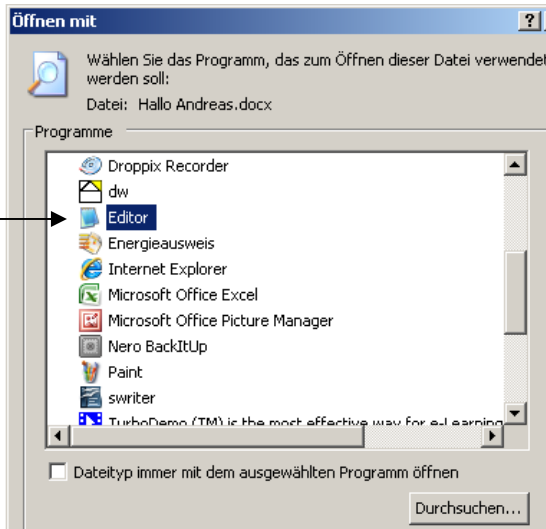 Öffnen mit
Wählen Sie das Programm, das zum Öffnen dieser Datei verwendet
werden soll:
Datei: Hallo Andreas.docx
Programme
Droppix Recorder
dw
Editor
Energieausweis
Internet Explorer
Microsoft Office Excel
Microsoft Office Picture Manager
Nero BackItUp
Paint
swriter
TurboDemo (TM) is the most effective way for e-Learning
Dateityp immer mit dem ausgewählten Programm öffnen
Durchsuchen...